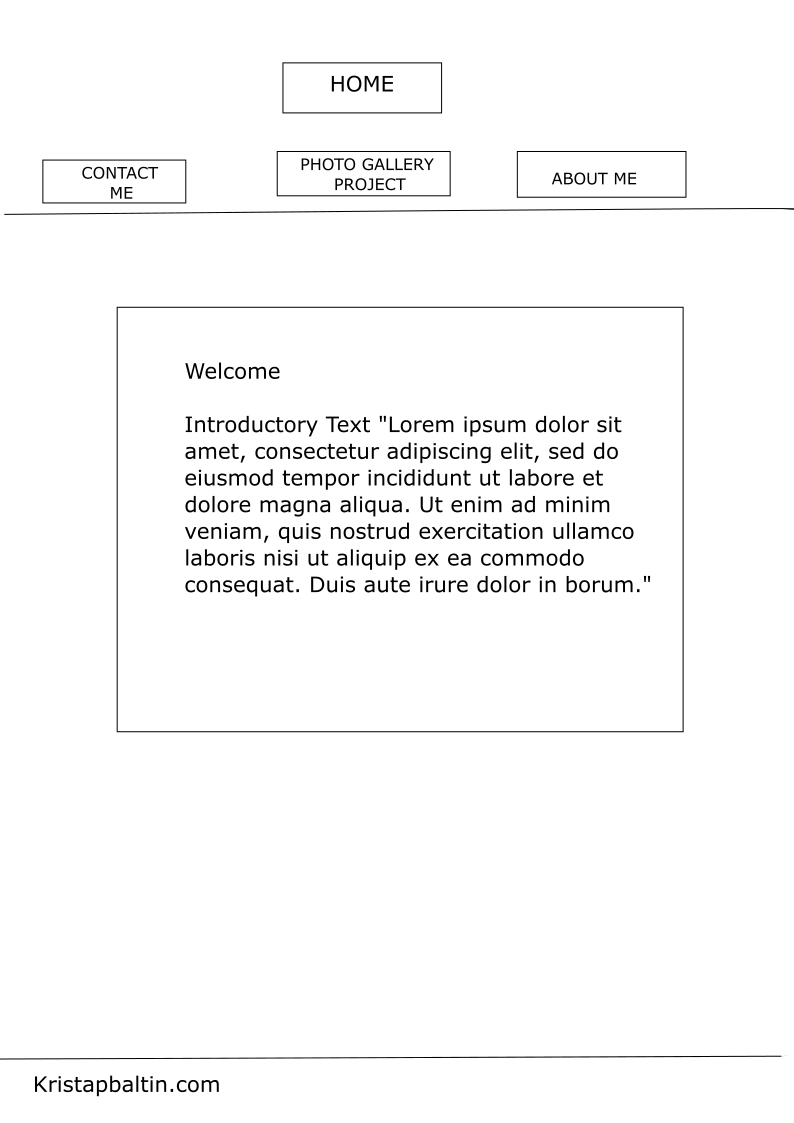 HOME
CONTACT
ME
PHOTO GALLERY
PROJECT
ABOUT ME
Welcome
Introductory Text "Lorem ipsum dolor sit
amet, consectetur adipiscing elit, sed do
eiusmod tempor incididunt ut labore et
dolore magna aliqua. Ut enim ad minim
veniam, quis nostrud exercitation ullamco
laboris nisi ut aliquip ex ea commodo
consequat. Duis aute irure dolor in borum."
Kristapbaltin.com